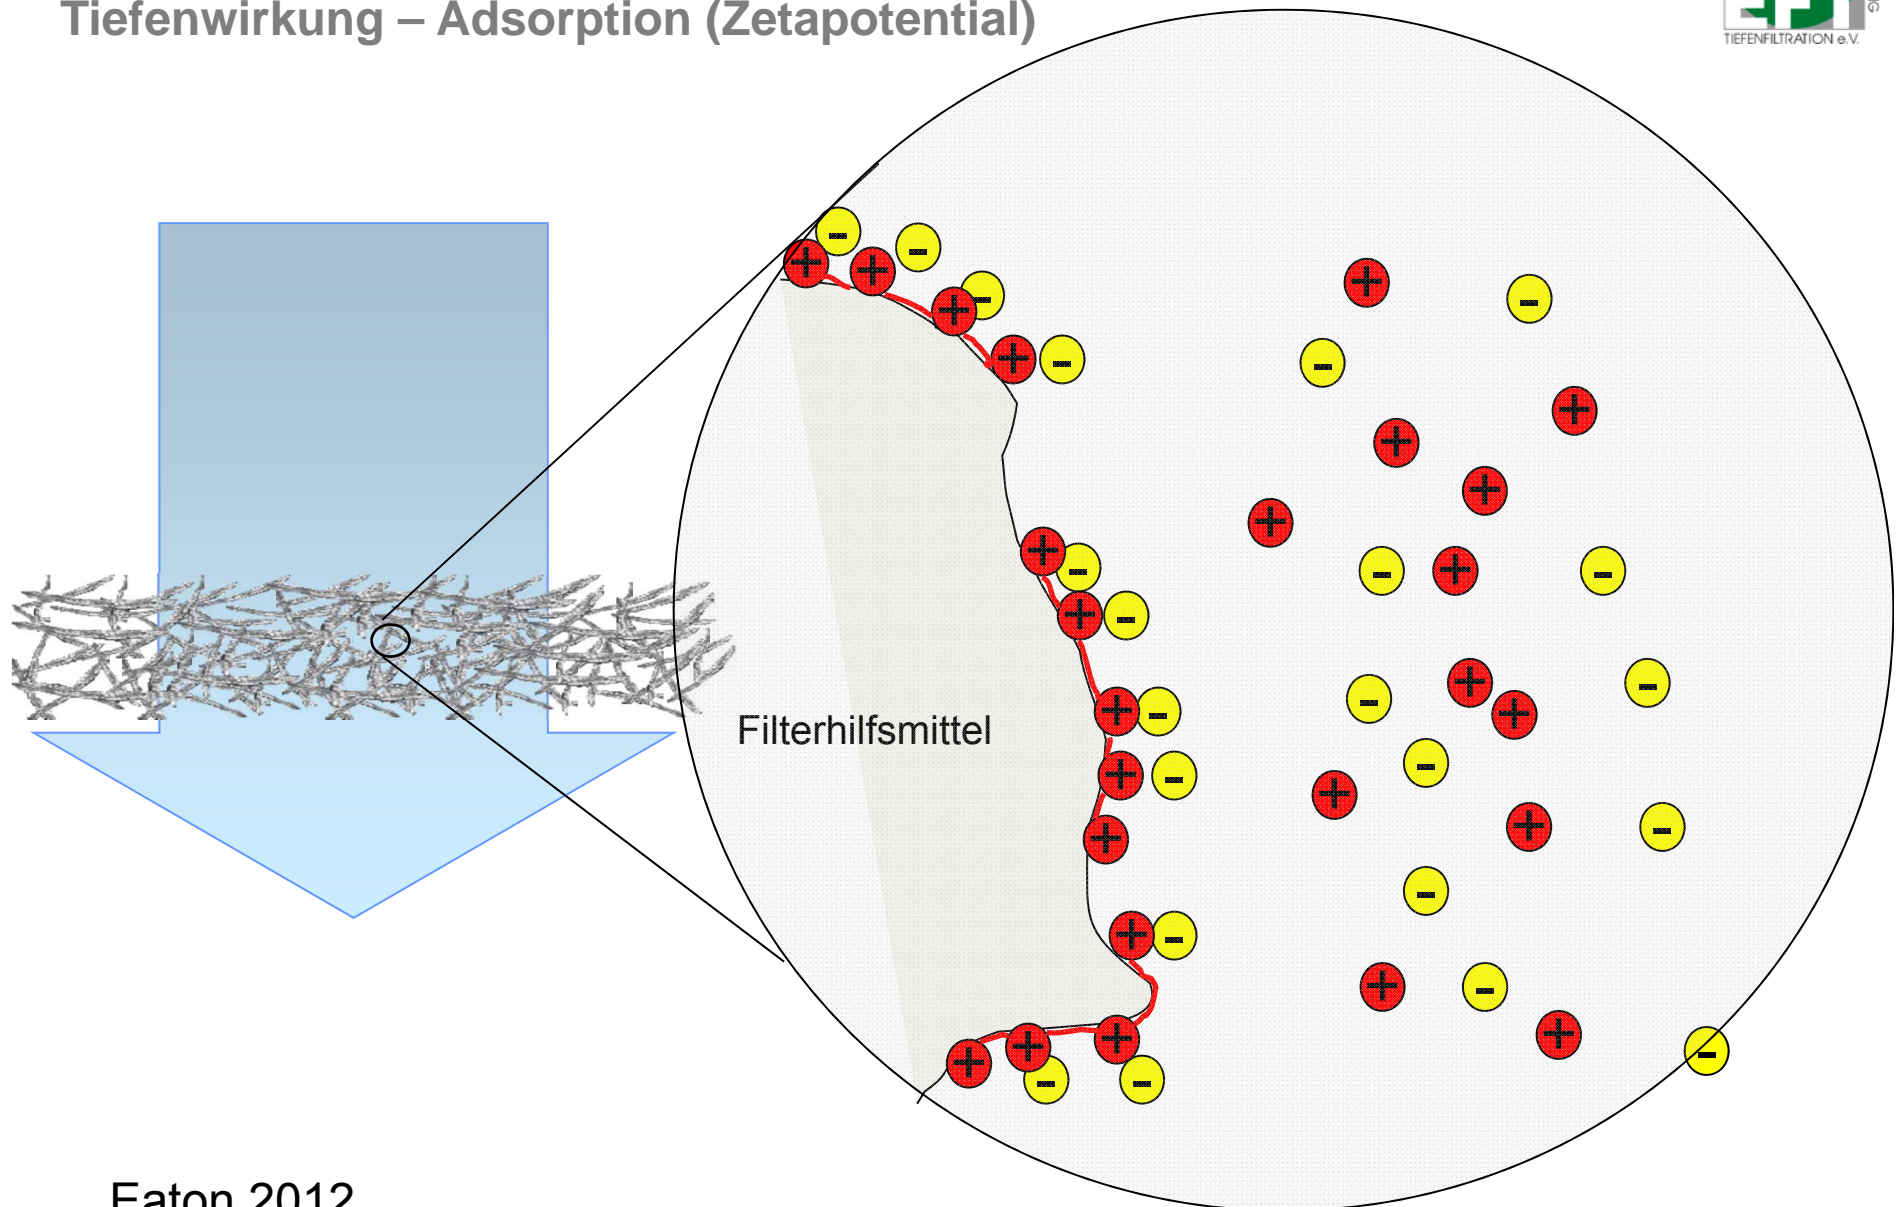 Tiefenwirkung – Adsorption (Zetapotential)
TIEFENFILTRATION e.V.
Filterhilfsmittel
Eaton 2012